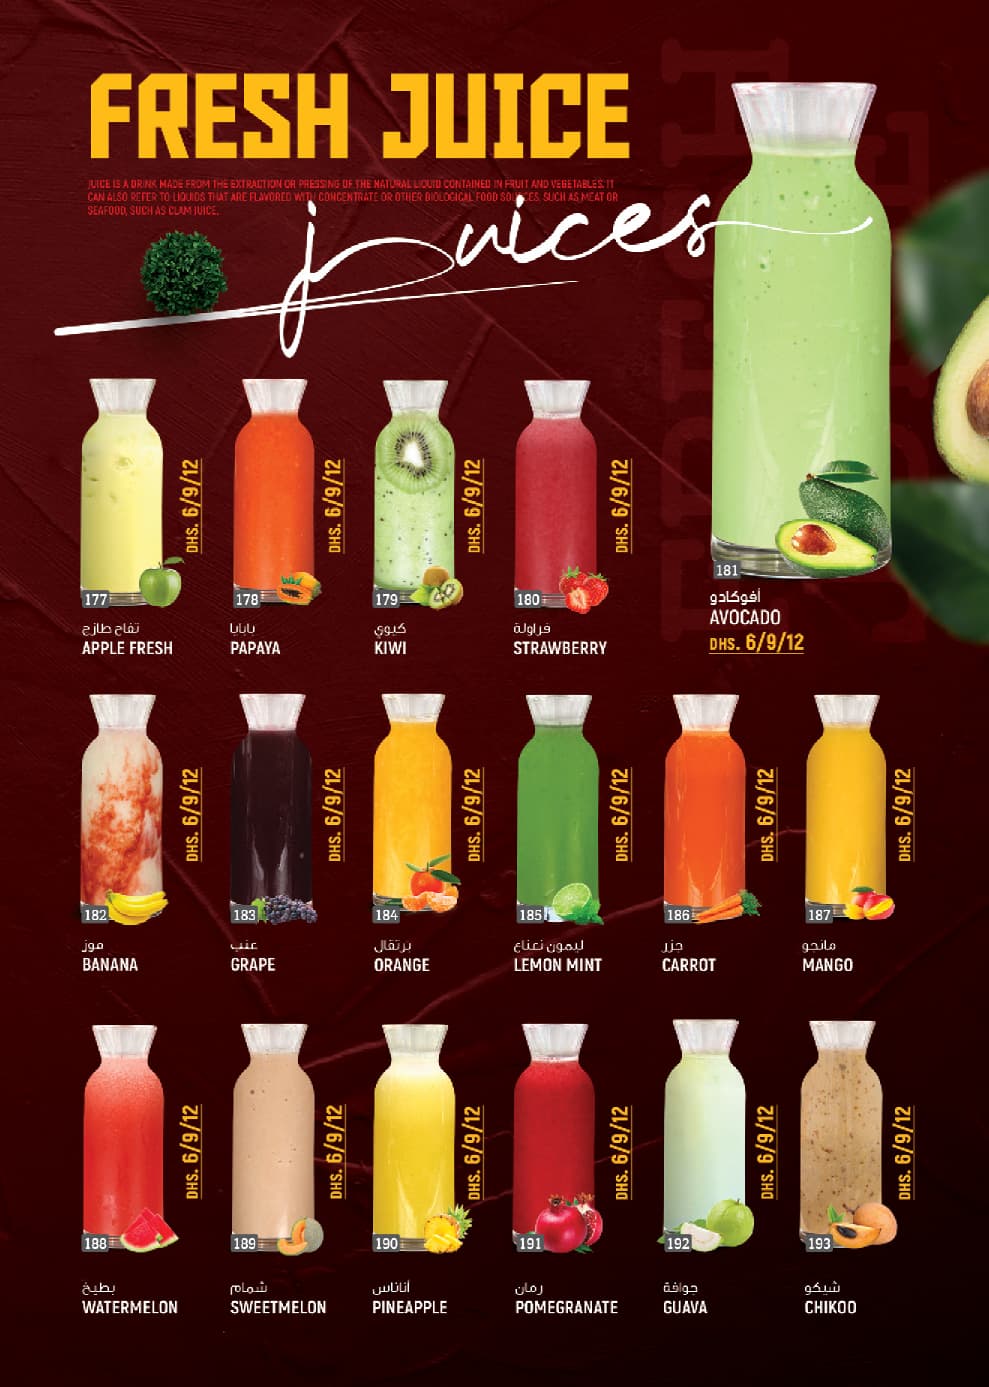 FRESH JUICE
JUICE IS A DRINK MADE FROM THE EXTRACTION OR PRESSING OF THE NATURAL LIQUID CONTAINED IN FRUIT AND VEGETABLES. IT
CAN ALSO REFER TO LIQUIDS THAT ARE FLAVORED WITH CONCENTRATE OR OTHER BIOLOGICAL FOOD SOURCES, SUCH AS MEAT OR
SEAFOOD, SUCH AS CLAM JUICE.
juices
FRESH
JUICE
177
DHS. 6/9/12
تفاح طازج
APPLE FRESH
178
DHS. 6/9/12
بابايا
PAPAYA
179
DHS. 6/9/12
كيوي
KIWI
180
DHS. 6/9/12
فراولة
STRAWBERRY
181
أفوكادو
AVOCADO
DHS. 6/9/12
182
DHS. 6/9/12
موز
BANANA
183
DHS. 6/9/12
عنب
GRAPE
184
DHS. 6/9/12
برتقال
ORANGE
185
DHS. 6/9/12
ليمون نعناع
LEMON MINT
186
DHS. 6/9/12
جزر
CARROT
187
DHS. 6/9/12
مانجو
MANGO
188
DHS. 6/9/12
بطيخ
WATERMELON
189
DHS. 6/9/12
شمام
SWEETMELON
190
DHS. 6/9/12
أناناس
PINEAPPLE
191
DHS. 6/9/12
رمان
POMEGRANATE
192
DHS. 6/9/12
جوافة
GUAVA
193
DHS. 6/9/12
شيكو
CHIKOO